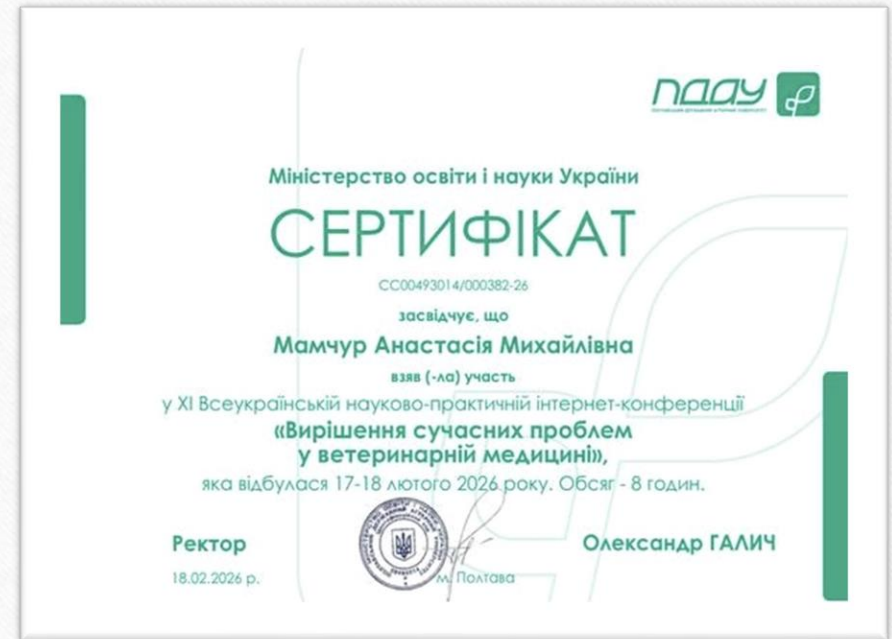 ПДАУ
Міністерство освіти і науки України
СЕРТИФІКАТ
СС00493014/000382-26
засвідчує, що
Мамчур Анастасія Михайлівна
взяв (-ла) участь
у XI Всеукраїнській науково-практичній інтернет-конференції
«Вирішення сучасних проблем
у ветеринарній медицині»,
яка відбулася 17-18 лютого 2026 року. Обсяг - 8 годин.
Ректор
Олександр ГАЛИЧ
18.02.2026 р.
м. Полтава